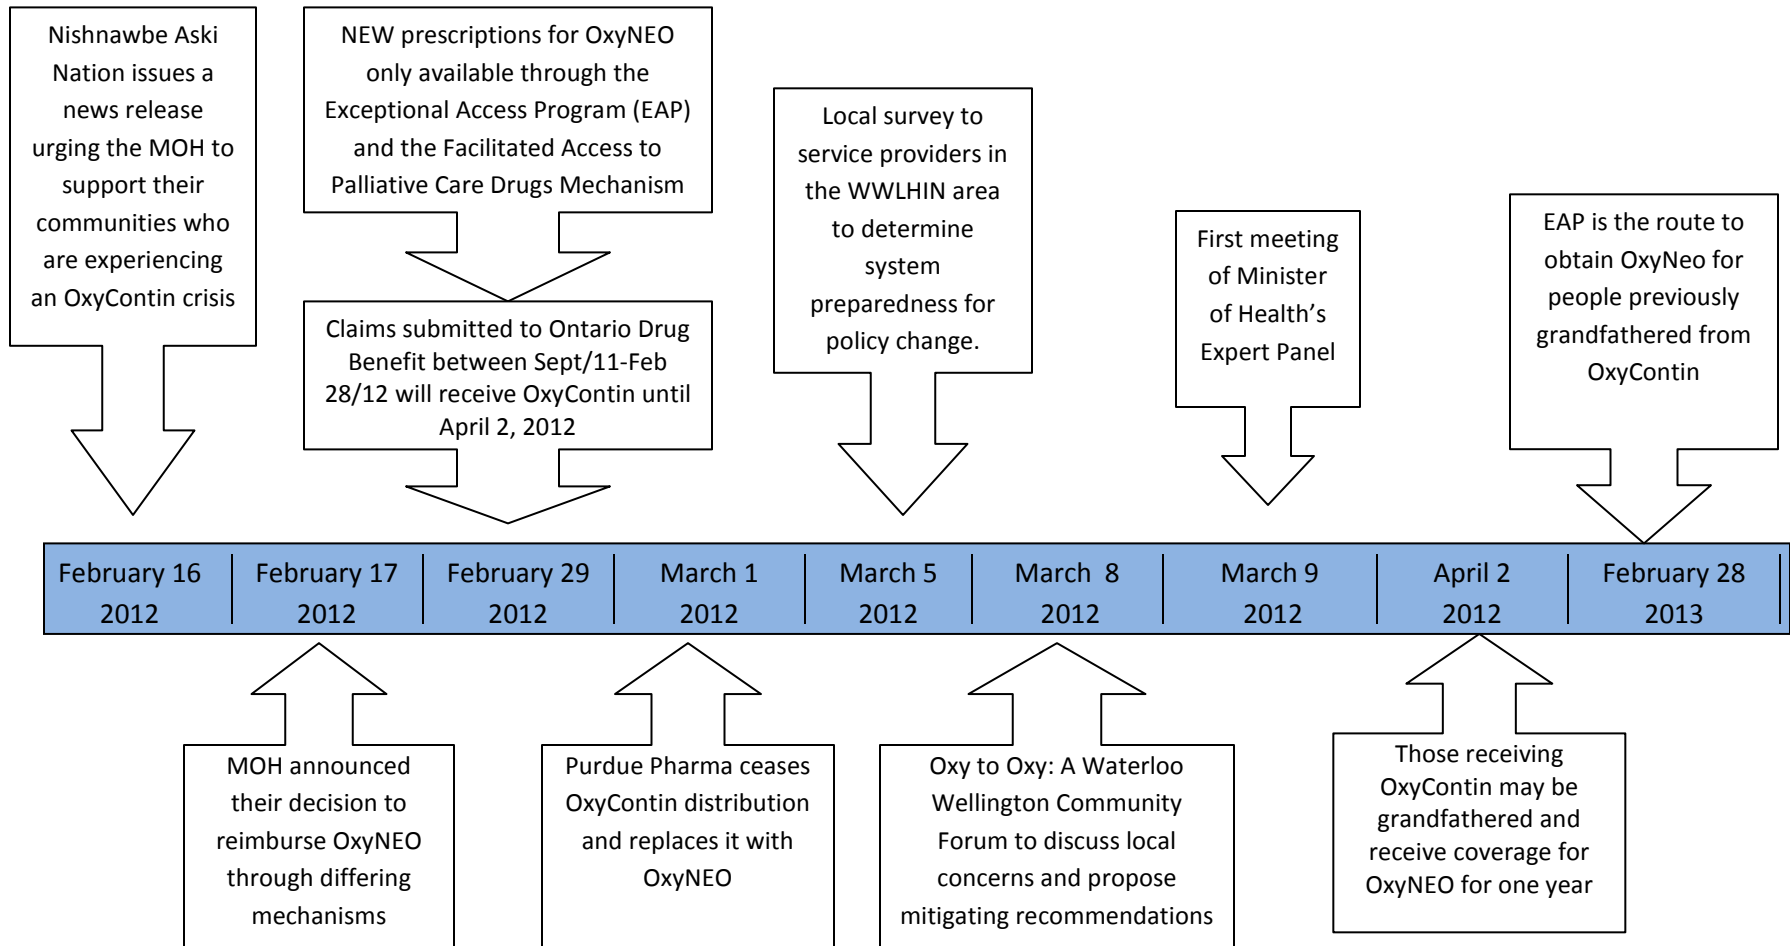 Nishnawbe Aski
Nation issues a
news release
urging the MOH to
support their
communities who
are experiencing
an OxyContin crisis
NEW prescriptions for OxyNEO
only available through the
Exceptional Access Program (EAP)
and the Facilitated Access to
Palliative Care Drugs Mechanism
Claims submitted to Ontario Drug
Benefit between Sept/11-Feb
28/12 will receive OxyContin until
April 2, 2012
Local survey to
service providers in
the WWLHIN area
to determine
system
preparedness for
policy change.
First meeting
of Minister
of Health’s
Expert Panel
EAP is the route to
obtain OxyNeo for
people previously
grandfathered from
OxyContin
February 16
2012
February 17
2012
February 29
2012
March 1
2012
March 5
2012
March  8
2012
March 9
2012
April 2
2012
February 28
2013
MOH announced
their decision to
reimburse OxyNEO
through differing
mechanisms
Purdue Pharma ceases
OxyContin distribution
and replaces it with
OxyNEO
Oxy to Oxy: A Waterloo
Wellington Community
Forum to discuss local
concerns and propose
mitigating recommendations
Those receiving
OxyContin may be
grandfathered and
receive coverage for
OxyNEO for one year